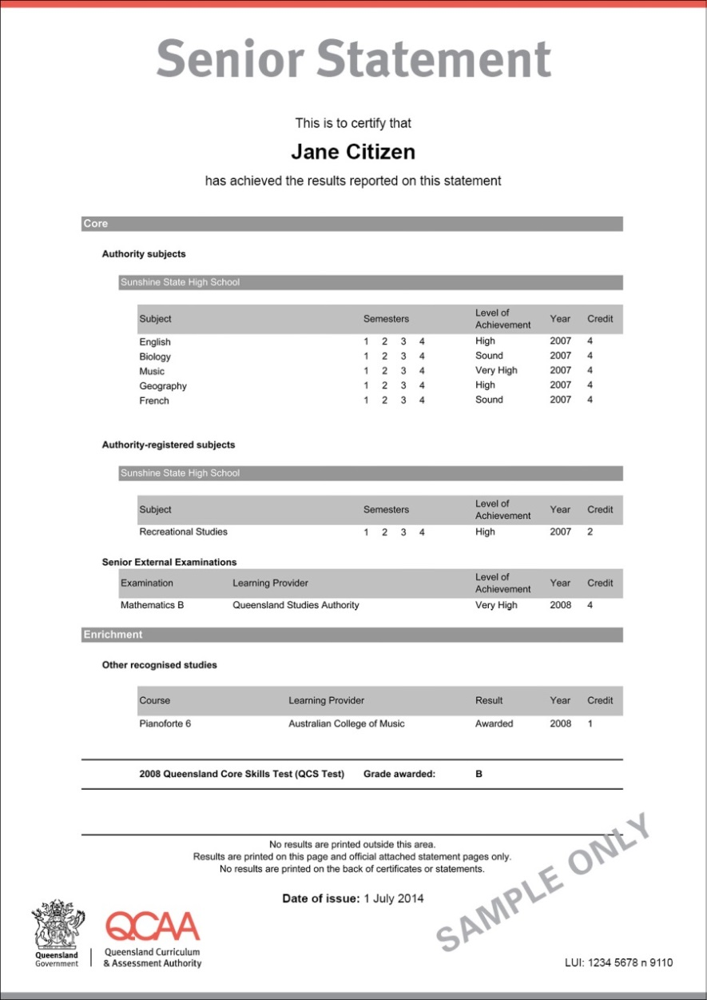 Senior Statement
This is to certify that
Jane Citizen
has achieved the results reported on this statement
Core
Authority subjects
Sunshine State High School
Subject Semesters Level of Achievement Year Credit
English 1 2 3 4 High 2007 4
Biology 1 2 3 4 Sound 2007 4
Music 1 2 3 4 Very High 2007 4
Geography 1 2 3 4 High 2007 4
French 1 2 3 4 Sound 2007 4
Authority-registered subjects
Sunshine State High School
Subject Semesters Level of Achievement Year Credit
Recreational Studies 1 2 3 4 High 2007 2
Senior External Examinations
Examination Learning Provider Level of Achievement Year Credit
Mathematics B Queensland Studies Authority Very High 2008 4
Enrichment
Other recognised studies
Course Learning Provider Result Year Credit
Pianoforte 6 Australian College of Music Awarded 2008 1
2008 Queensland Core Skills Test (QCS Test) Grade awarded: B
No results are printed outside this area.
Results are printed on this page and official attached statement pages only.
No results are printed on the back of certificates or statements.
Date of issue: 1 July 2014
SAMPLE ONLY
Queensland
Government
QCAA
Queensland Curriculum
& Assessment Authority
LUI: 1234 5678 n 9110